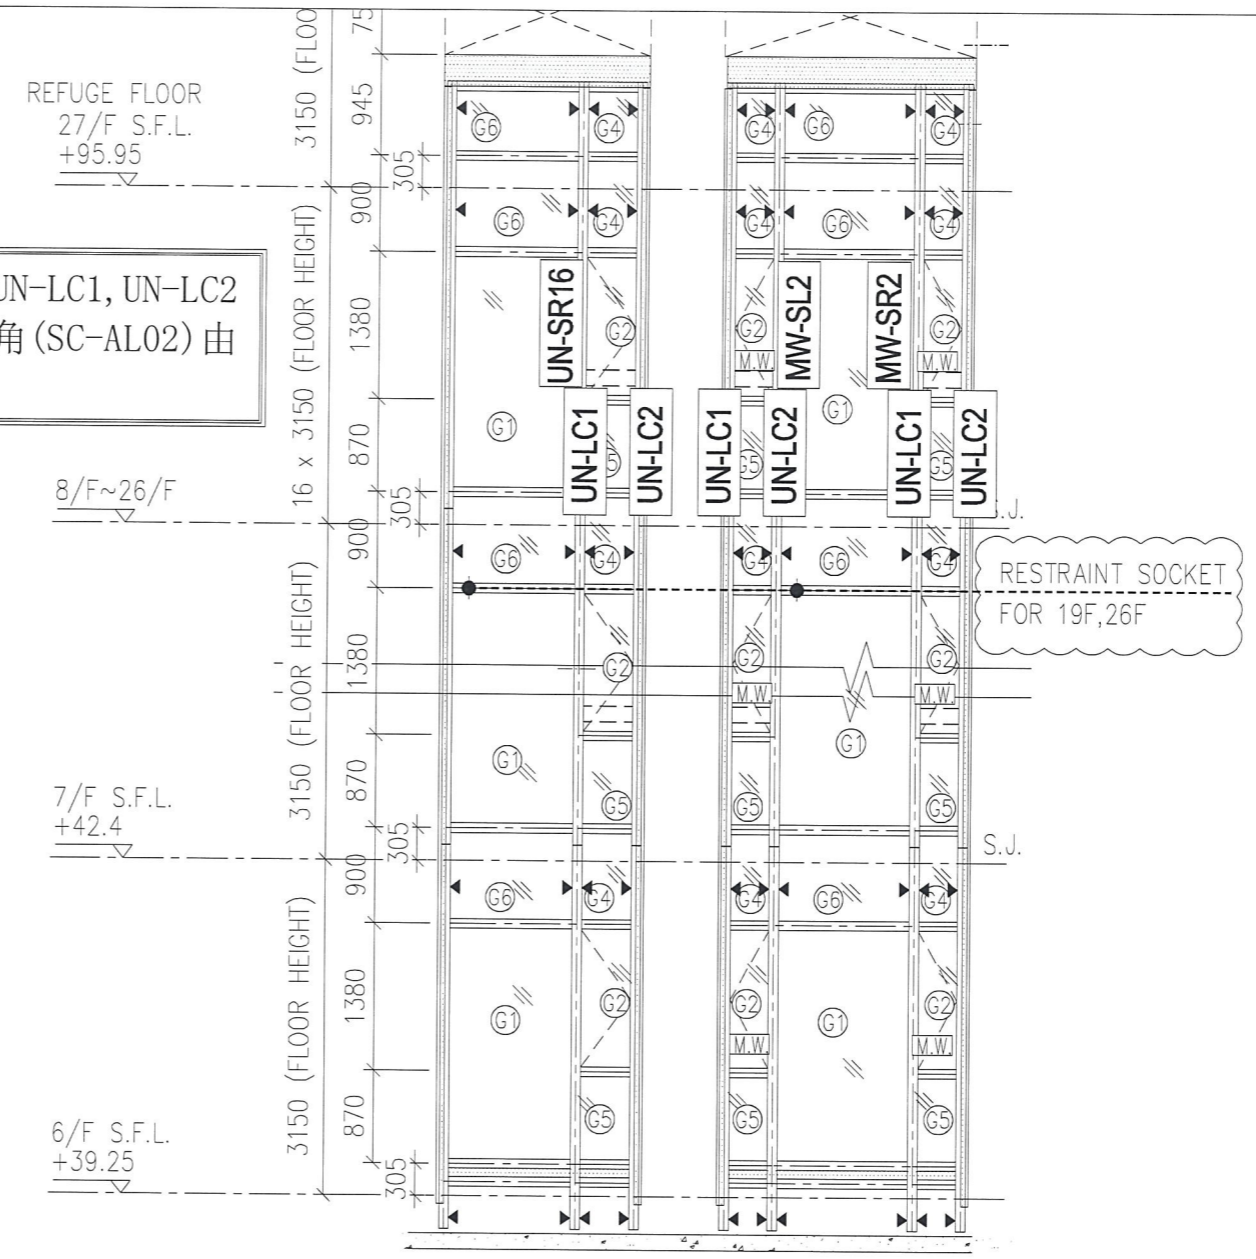 3150 (FLOO
75
945
305
REFUGE FLOOR
27/F S.F.L.
+95.95
G6
G4
G4
G6
G4
900
G6
G4
G4
G6
G4
UN-LC1, UN-LC2
角(SC-AL02)由
16 x 3150 (FLOOR HEIGHT)
1380
870
305
UN-SR16
G2
G2
M.W.
MW-SL2
MW-SR2
G2
M.W.
G1
G1
UN-LC1
UN-LC2
UN-LC1
G5
UN-LC2
UN-LC1
G5
UN-LC2
8/F~26/F
S.J.
900
G6
G4
G4
G6
G4
RESTRAINT SOCKET
FOR 19F,26F
3150 (FLOOR HEIGHT)
1380
870
305
G2
G2
G2
M.W.
M.W.
G1
G1
G5
G5
G5
7/F S.F.L.
+42.4
S.J.
900
G6
G4
G4
G6
G4
3150 (FLOOR HEIGHT)
1380
870
305
G1
G2
G2
G1
G2
M.W.
M.W.
G5
G5
G5
6/F S.F.L.
+39.25